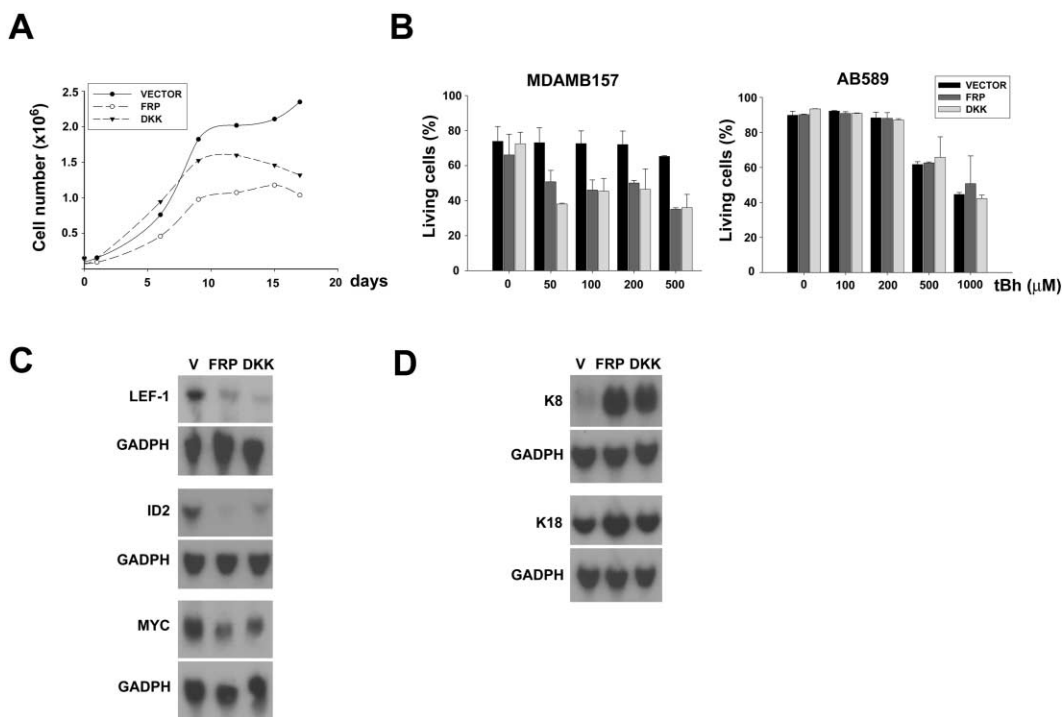 A
VECTOR
FRP
DKK
Cell number (x10⁶)
2.5
2.0
1.5
1.0
0.5
0 5 10 15 20 days
B
MDAMB157
Living cells (%)
100
80
60
40
20
0
0 50 100 200 500
AB589
VECTOR
FRP
DKK
Living cells (%)
100
80
60
40
20
0
0 100 200 500 1000 tBh (μM)
C
V FRP DKK
LEF-1
GADPH
ID2
GADPH
MYC
GADPH
D
V FRP DKK
K8
GADPH
K18
GADPH